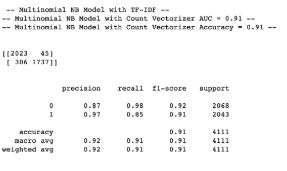 -- Multinomial NB Model with TF-IDF --
-- Multinomial NB Model with Count Vectorizer AUC = 0.91 --
-- Multinomial NB Model with Count Vectorizer Accuracy = 0.91 --
[[2023 45]
[ 306 1737]]
precision recall f1-score support
0 0.87 0.98 0.92 2068
1 0.97 0.85 0.91 2043
accuracy 0.91 4111
macro avg 0.92 0.91 0.91 4111
weighted avg 0.92 0.91 0.91 4111